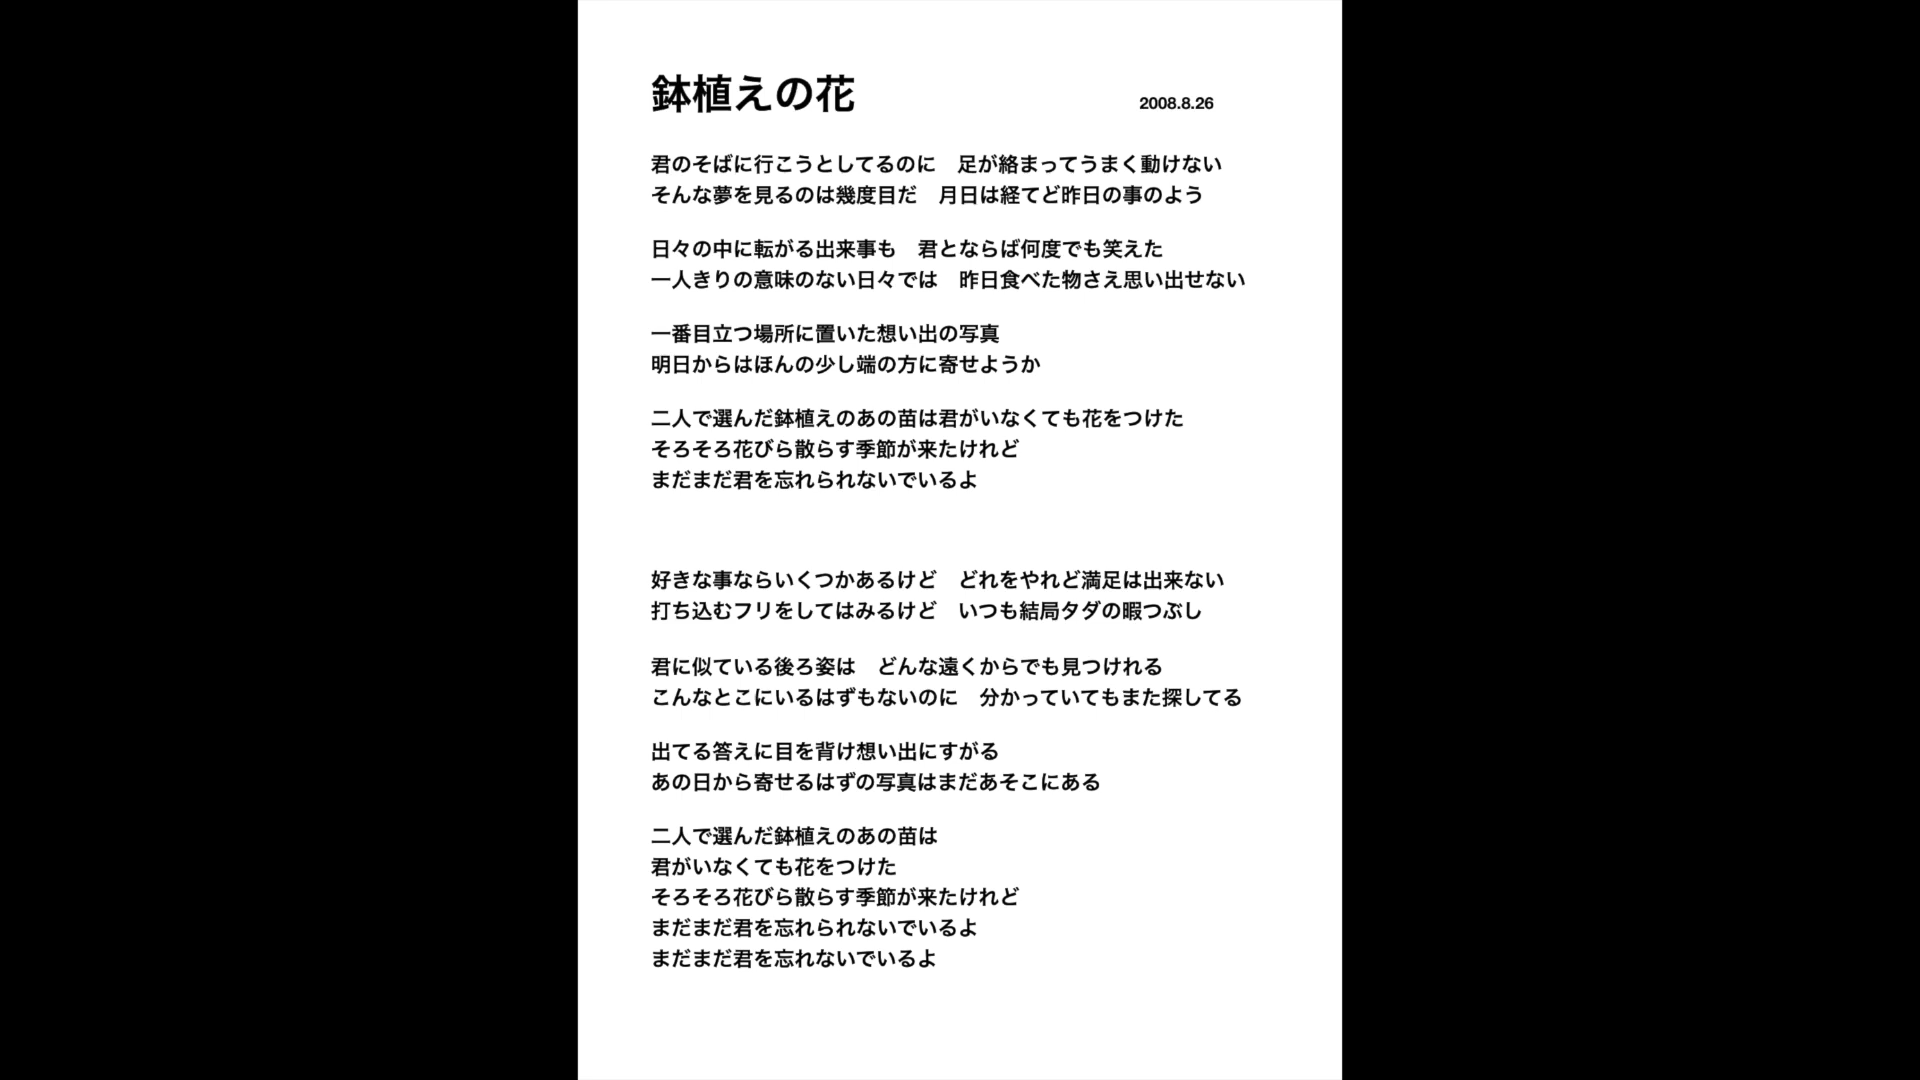 鉢植えの花 2008.8.26
君のそばに行こうとしてるのに　足が絡まってうまく動けない
そんな夢を見るのは幾度目だ　月日は経てど昨日の事のよう
日々の中に転がる出来事も　君とならば何度でも笑えた
一人きりの意味のない日々では　昨日食べた物さえ思い出せない
一番目立つ場所に置いた想い出の写真
明日からはほんの少し端の方に寄せようか
二人で選んだ鉢植えのあの苗は君がいなくても花をつけた
そろそろ花びら散らす季節が来たけれど
まだまだ君を忘れられないでいるよ
好きな事ならいくつかあるけど　どれをやれど満足は出来ない
打ち込むフリをしてはみるけど　いつも結局タダの暇つぶし
君に似ている後ろ姿は　どんな遠くからでも見つけれる
こんなとこにいるはずもないのに　分かっていてもまた探してる
出てる答えに目を背け想い出にすがる
あの日から寄せるはずの写真はまだあそこにある
二人で選んだ鉢植えのあの苗は
君がいなくても花をつけた
そろそろ花びら散らす季節が来たけれど
まだまだ君を忘れられないでいるよ
まだまだ君を忘れないでいるよ